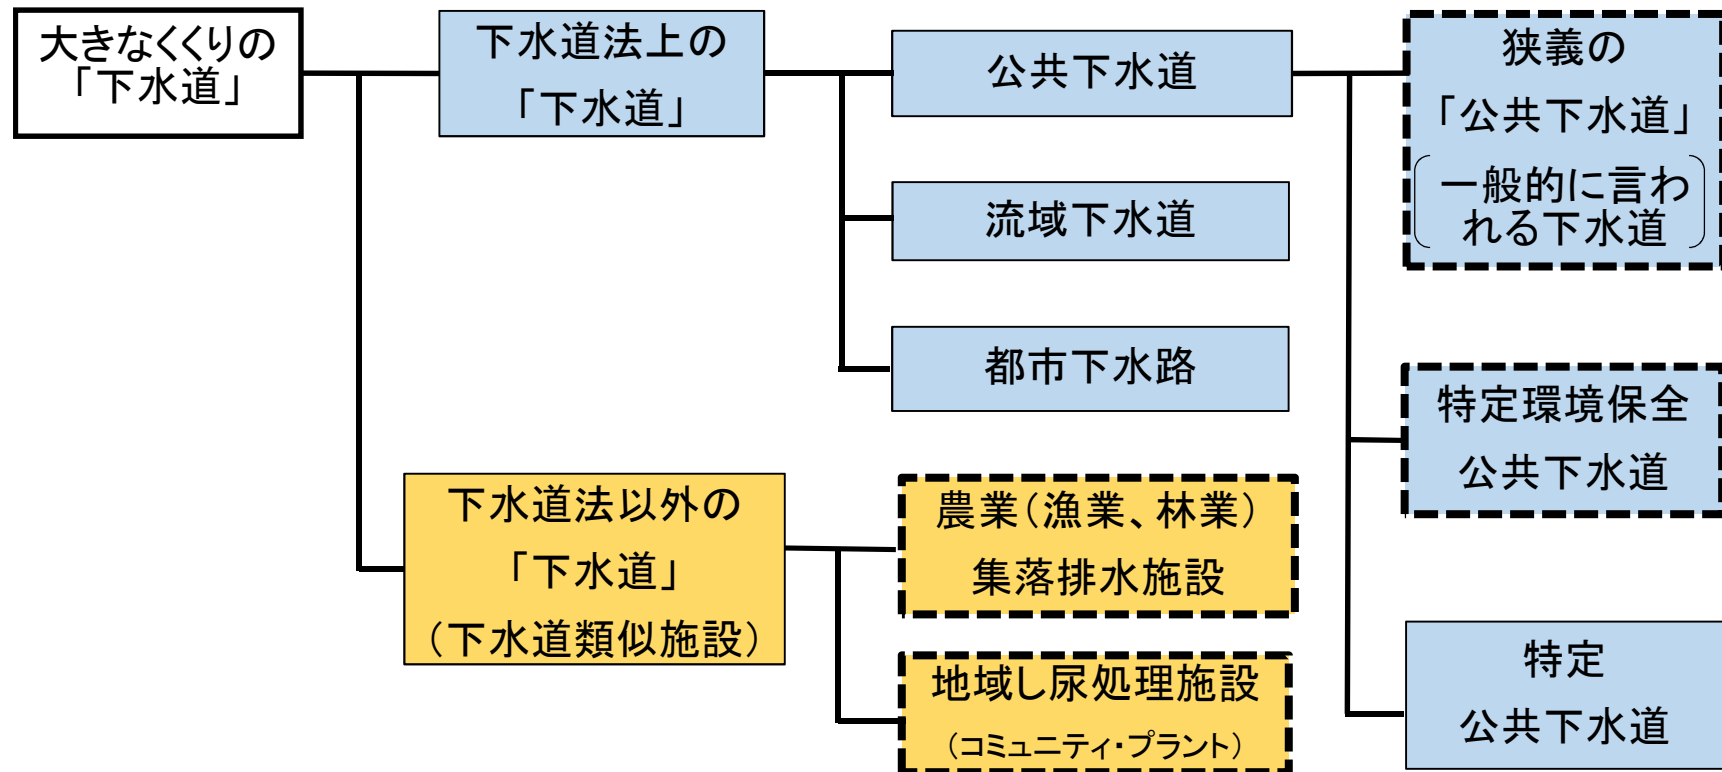 大きなくくりの
「下水道」
下水道法上の
「下水道」
公共下水道
狭義の
「公共下水道」
一般的に言わ
れる下水道
流域下水道
都市下水路
特定環境保全
公共下水道
下水道法以外の
「下水道」
（下水道類似施設）
農業（漁業、林業）
集落排水施設
地域し尿処理施設
（コミュニティ・プラント）
特定
公共下水道